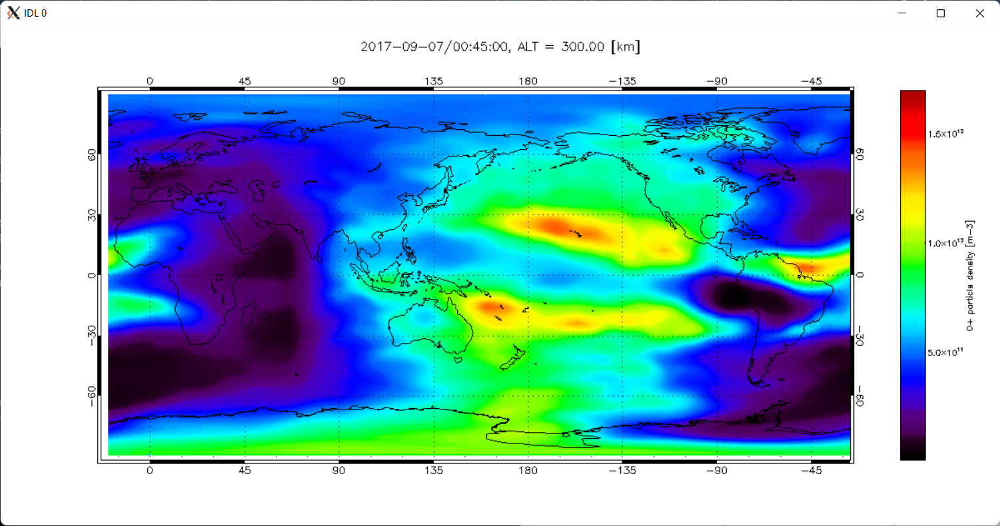 IDL 0
2017-09-07/00:45:00, ALT = 300.00 [km]
0 45 90 135 180 -135 -90 -45
60 60
30 30
0 0
-30 -30
-60 -60
0 45 90 135 180 -135 -90 -45
1.5×10¹²
1.0×10¹²
5.0×10¹¹
O+ particle density [m-3]